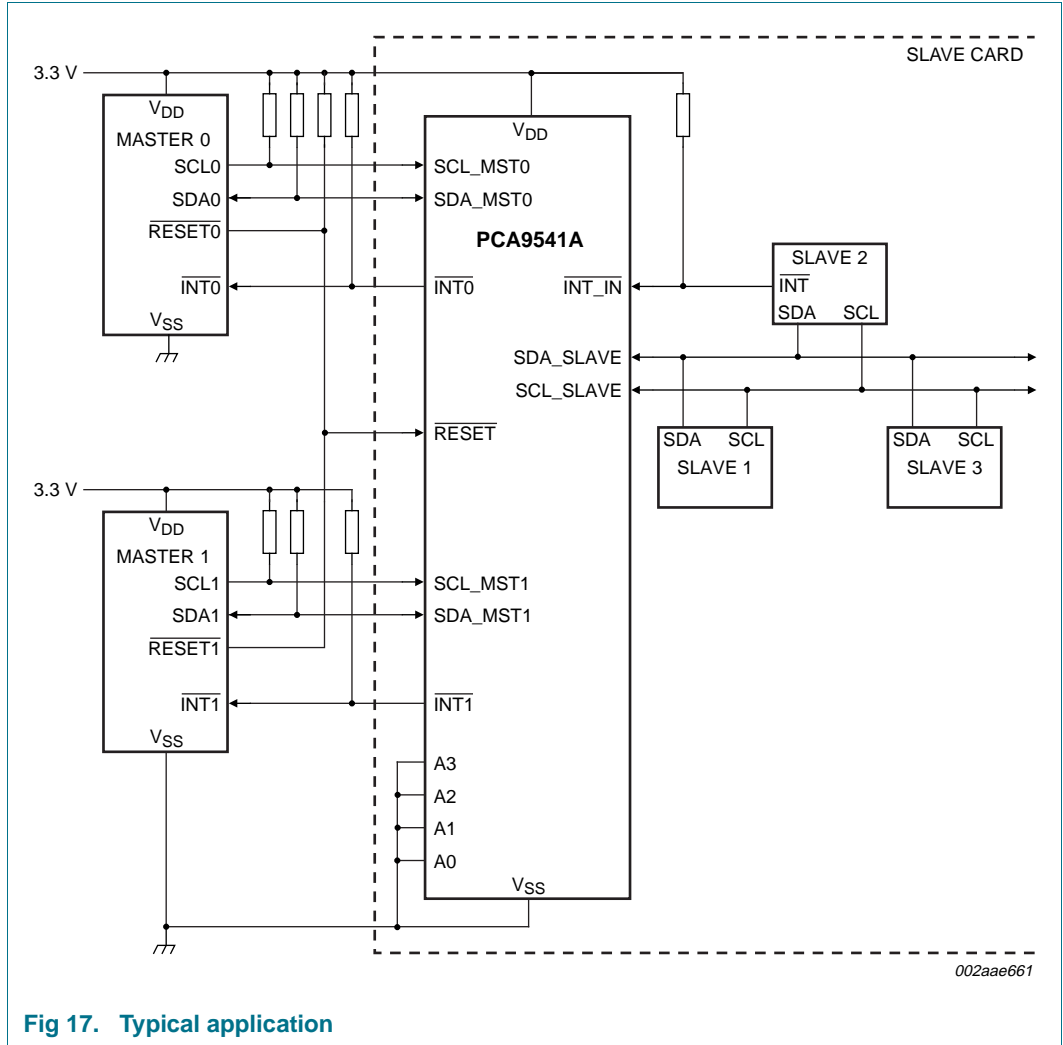 SLAVE CARD
3.3 V
VDD
MASTER 0
SCL0
SDA0
RESET0
INT0
VSS
VDD
SCL_MST0
SDA_MST0
PCA9541A
INT0
INT_IN
SLAVE 2
INT
SDA SCL
SDA_SLAVE
SCL_SLAVE
RESET
SDA SCL
SLAVE 1
SDA SCL
SLAVE 3
3.3 V
VDD
MASTER 1
SCL1
SDA1
RESET1
INT1
VSS
SCL_MST1
SDA_MST1
INT1
A3
A2
A1
A0
VSS
002aae661
Fig 17. Typical application